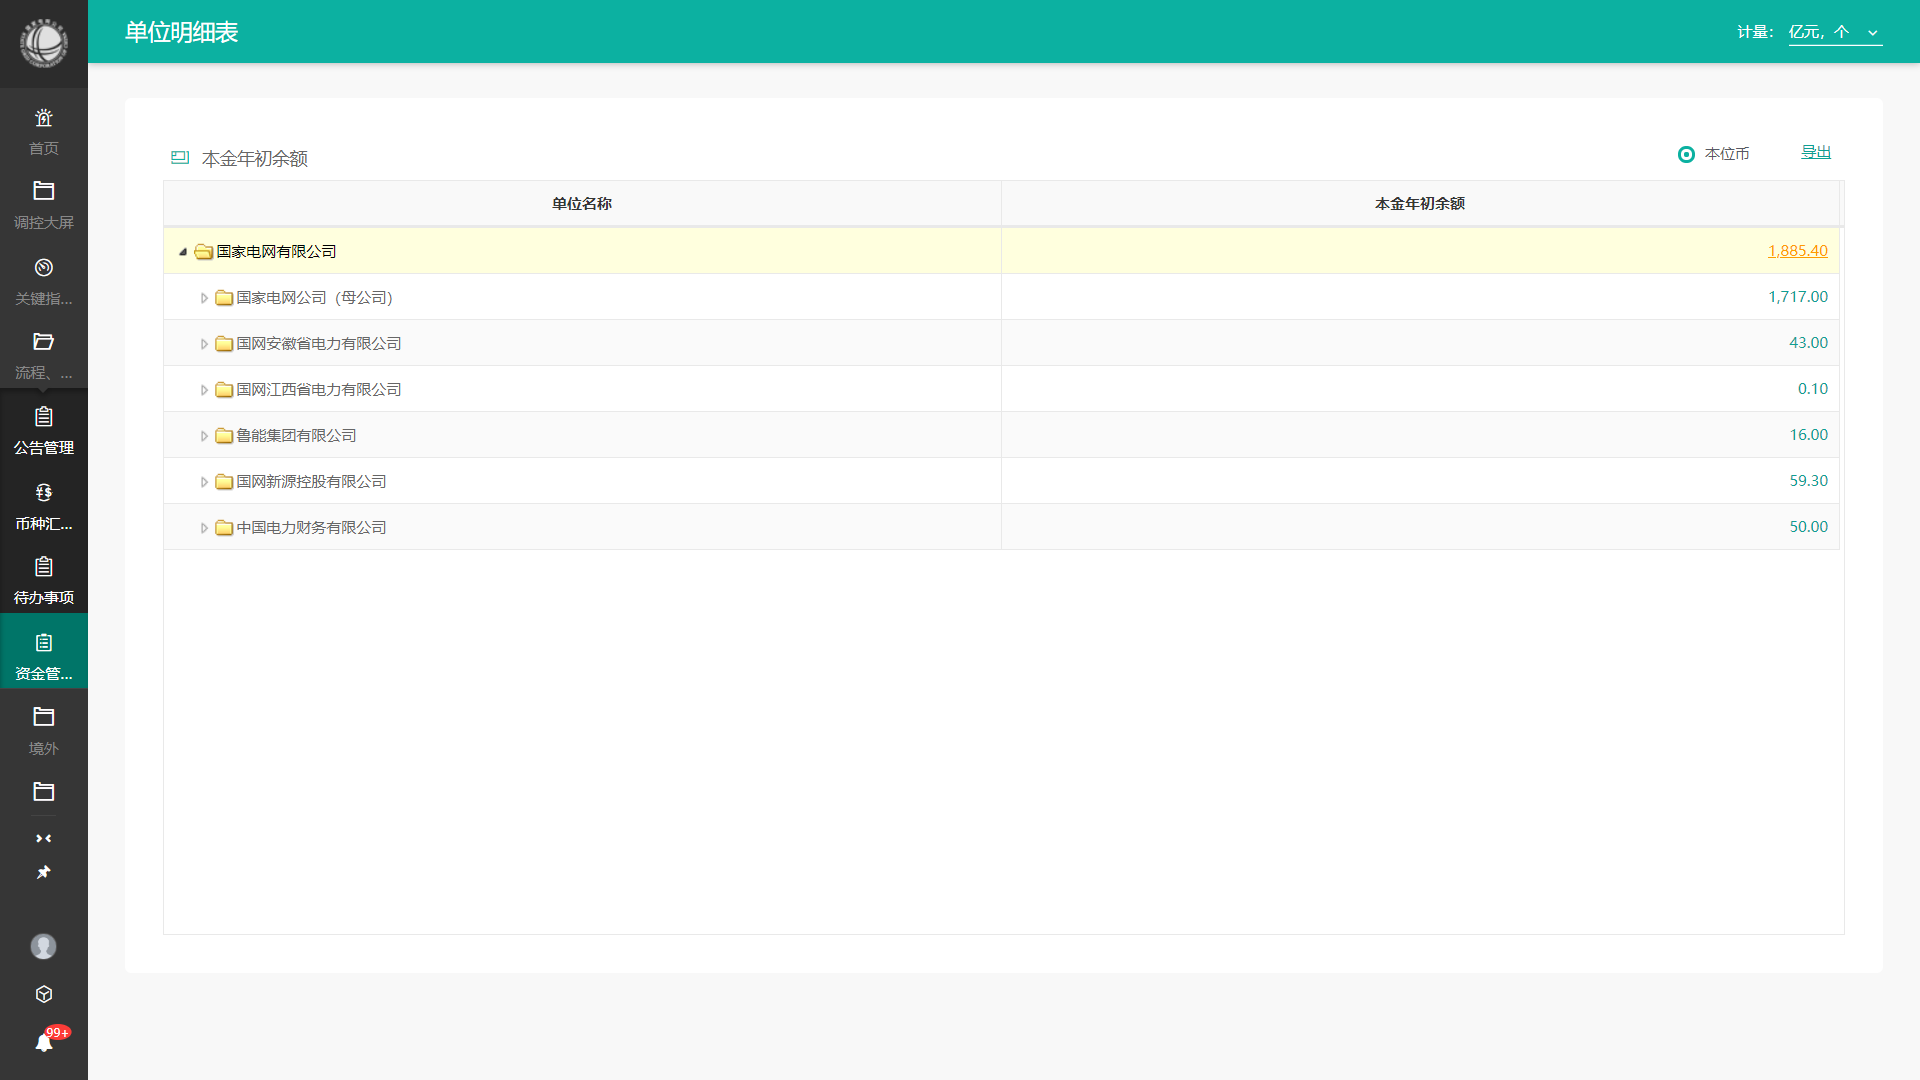 单位明细表
计量： 亿元，个
首页
调控大屏
关键指...
流程、...
公告管理
币种汇...
待办事项
资金管...
境外
99+
本金年初余额
本位币
导出
单位名称 本金年初余额
国家电网有限公司 1,885.40
国家电网公司（母公司） 1,717.00
国网安徽省电力有限公司 43.00
国网江西省电力有限公司 0.10
鲁能集团有限公司 16.00
国网新源控股有限公司 59.30
中国电力财务有限公司 50.00